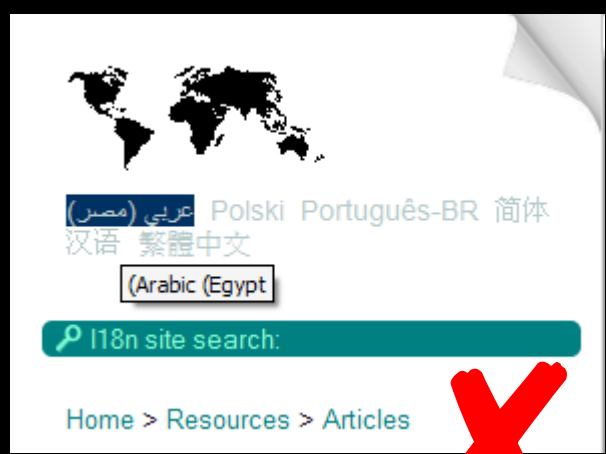 عربي (مصر) Polski Português-BR 简体
汉语 繁體中文
(Arabic (Egypt
I18n site search:
Home > Resources > Articles